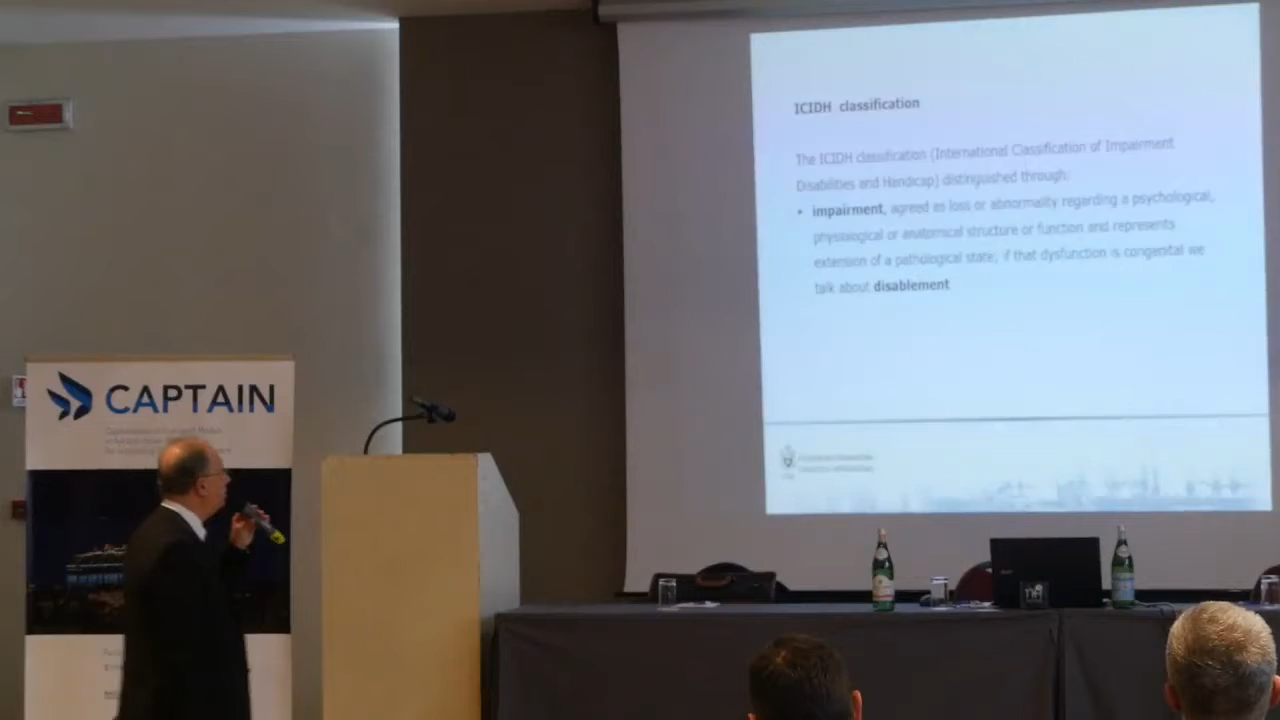 ICIDH classification
The ICIDH classification (International Classification of Impairment
Disabilities and Handicap) distinguished through:
• impairment, agreed as loss or abnormality regarding a psychological,
physiological or anatomical structure or function and represents
extension of a pathological state; if that dysfunction is congenital we
talk about disablement
CAPTAIN